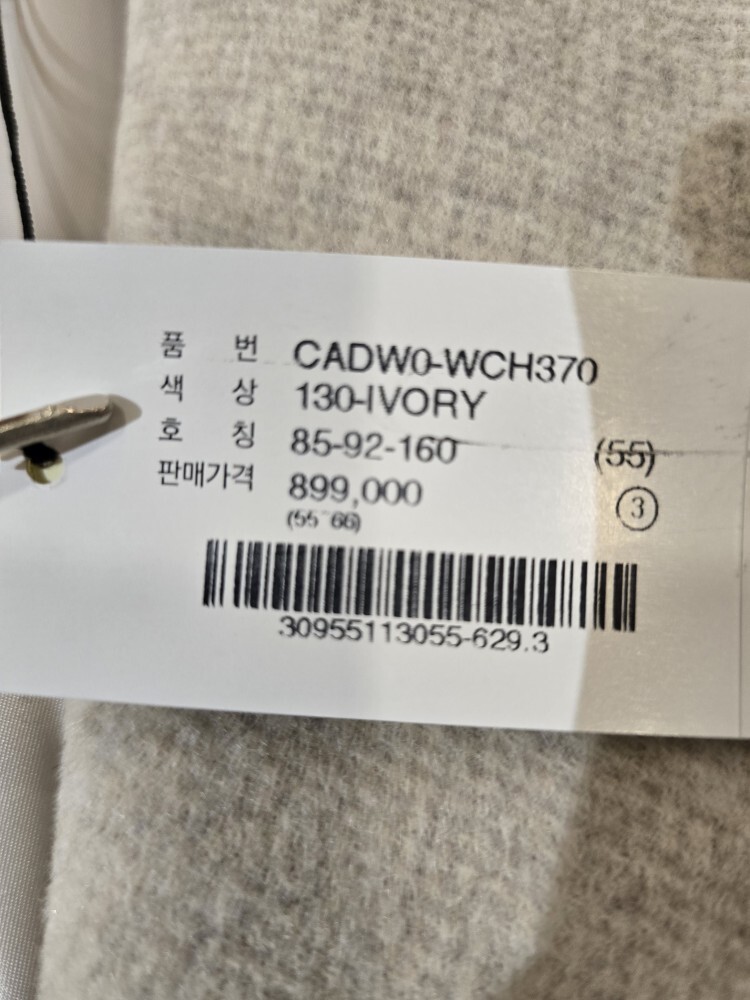 품 번 CADW0-WCH370
색 상 130-IVORY
호 칭 85-92-160 (55)
판매가격 899,000 ③
(55~66)
30955113055-629.3